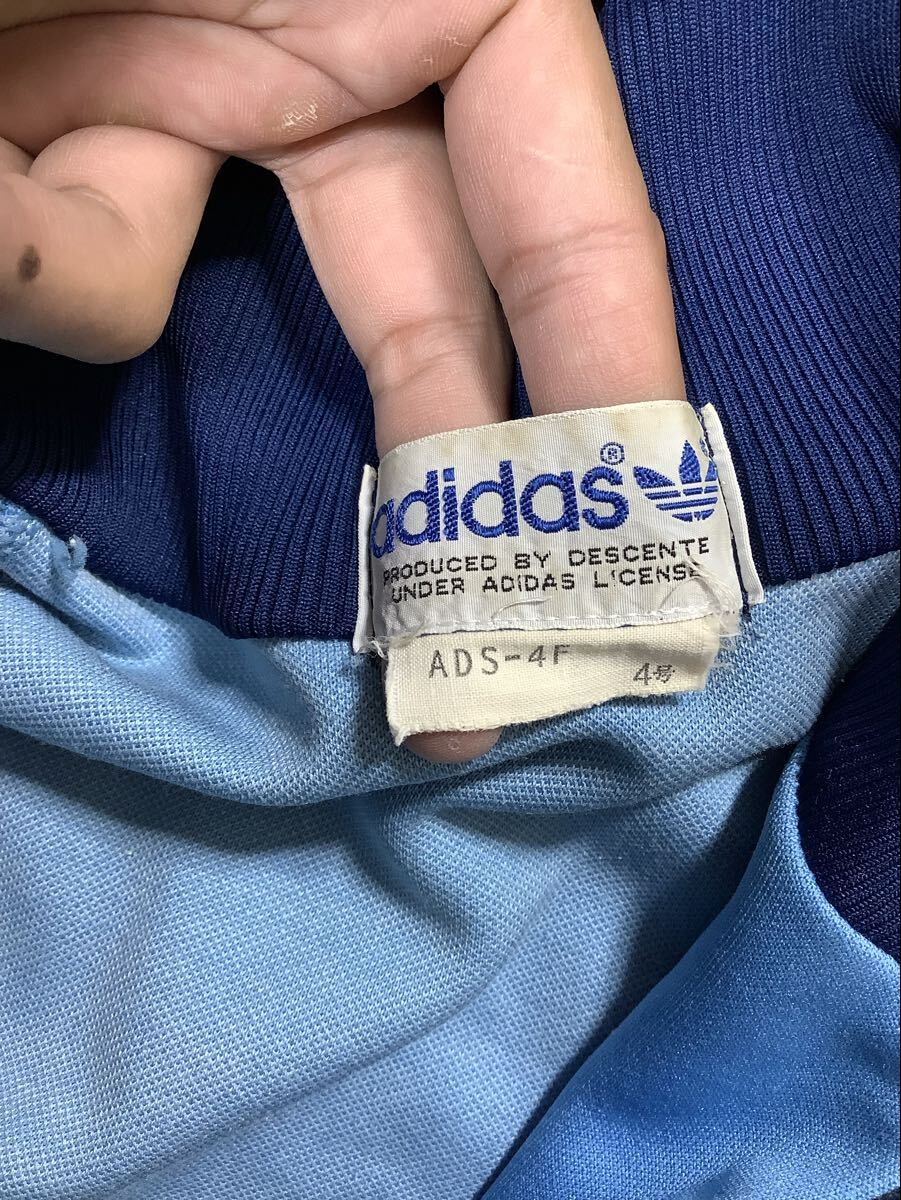 adidas®
PRODUCED BY DESCENTE
UNDER ADIDAS LICENSE
ADS-4F
4号